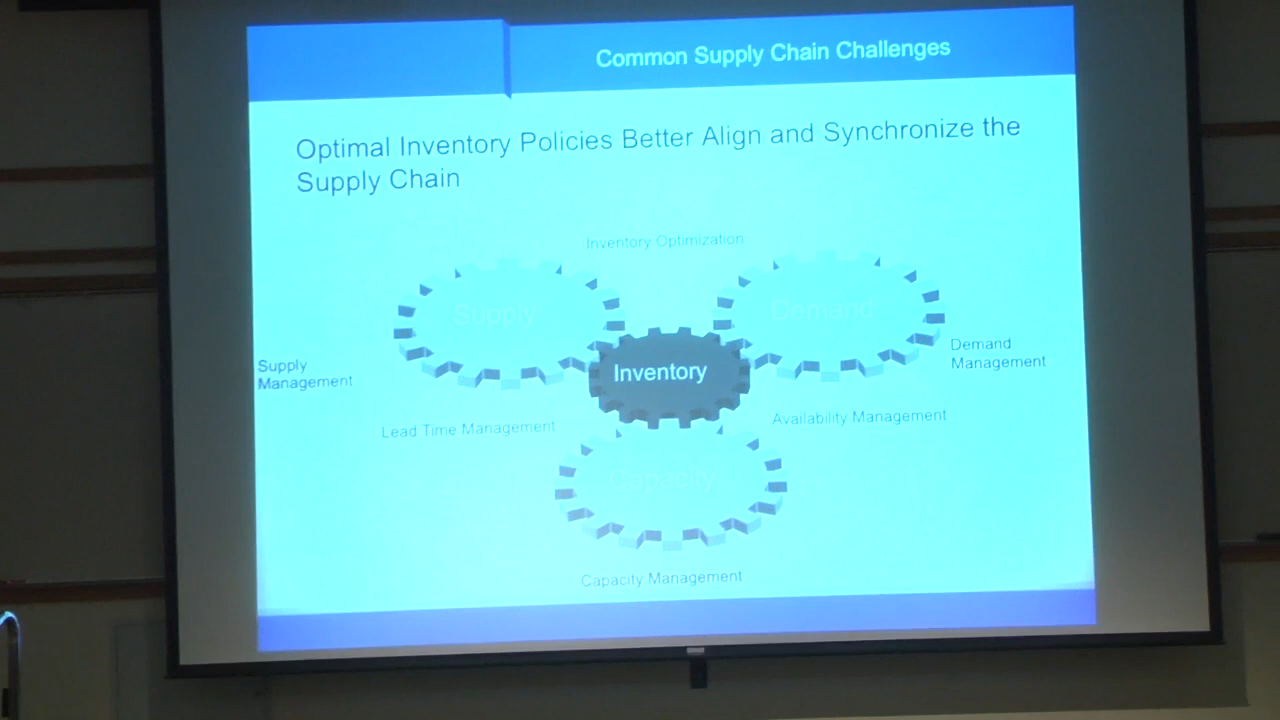 Common Supply Chain Challenges
Optimal Inventory Policies Better Align and Synchronize the
Supply Chain
Inventory Optimization
Supply
Demand
Inventory
Supply
Management
Demand
Management
Lead Time Management
Availability Management
Capacity
Capacity Management